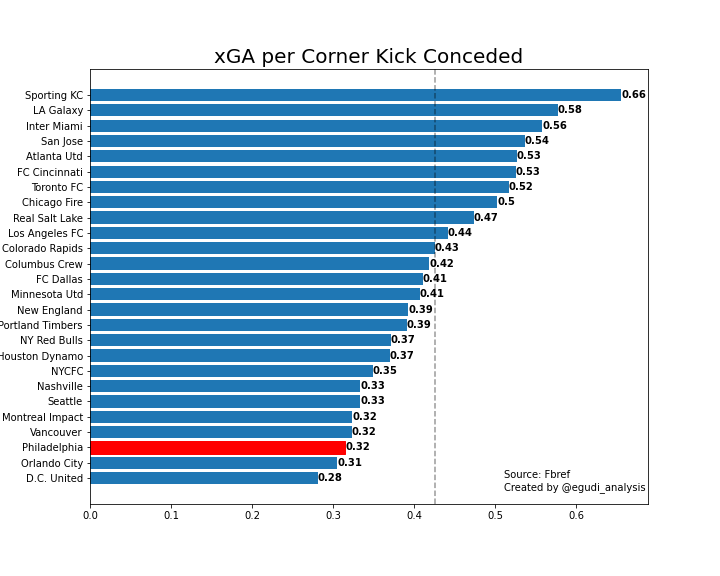 xGA per Corner Kick Conceded
Sporting KC 0.66
LA Galaxy 0.58
Inter Miami 0.56
San Jose 0.54
Atlanta Utd 0.53
FC Cincinnati 0.53
Toronto FC 0.52
Chicago Fire 0.5
Real Salt Lake 0.47
Los Angeles FC 0.44
Colorado Rapids 0.43
Columbus Crew 0.42
FC Dallas 0.41
Minnesota Utd 0.41
New England 0.39
Portland Timbers 0.39
NY Red Bulls 0.37
Houston Dynamo 0.37
NYCFC 0.35
Nashville 0.33
Seattle 0.33
Montreal Impact 0.32
Vancouver 0.32
Philadelphia 0.32
Orlando City 0.31
D.C. United 0.28
Source: Fbref
Created by @egudi_analysis
0.0 0.1 0.2 0.3 0.4 0.5 0.6